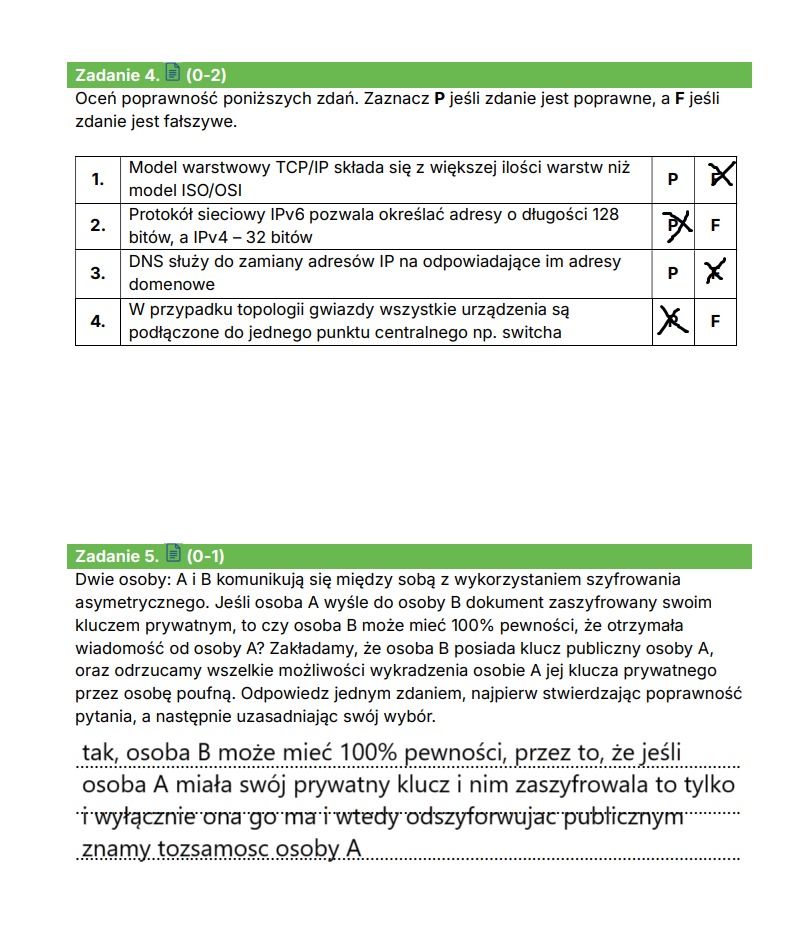 Zadanie 4. (0-2)
Oceń poprawność poniższych zdań. Zaznacz P jeśli zdanie jest poprawne, a F jeśli
zdanie jest fałszywe.
1. Model warstwowy TCP/IP składa się z większej ilości warstw niż P F
model ISO/OSI
2. Protokół sieciowy IPv6 pozwala określać adresy o długości 128 P F
bitów, a IPv4 – 32 bitów
3. DNS służy do zamiany adresów IP na odpowiadające im adresy P F
domenowe
4. W przypadku topologii gwiazdy wszystkie urządzenia są P F
podłączone do jednego punktu centralnego np. switcha
Zadanie 5. (0-1)
Dwie osoby: A i B komunikują się między sobą z wykorzystaniem szyfrowania
asymetrycznego. Jeśli osoba A wyśle do osoby B dokument zaszyfrowany swoim
kluczem prywatnym, to czy osoba B może mieć 100% pewności, że otrzymała
wiadomość od osoby A? Zakładamy, że osoba B posiada klucz publiczny osoby A,
oraz odrzucamy wszelkie możliwości wykradzenia osobie A jej klucza prywatnego
przez osobę poufną. Odpowiedz jednym zdaniem, najpierw stwierdzając poprawność
pytania, a następnie uzasadniając swój wybór.
tak, osoba B może mieć 100% pewności, przez to, że jeśli
osoba A miała swój prywatny klucz i nim zaszyfrowala to tylko
i wyłącznie ona go ma i wtedy odszyforwujac publicznym
znamy tozsamosc osoby A